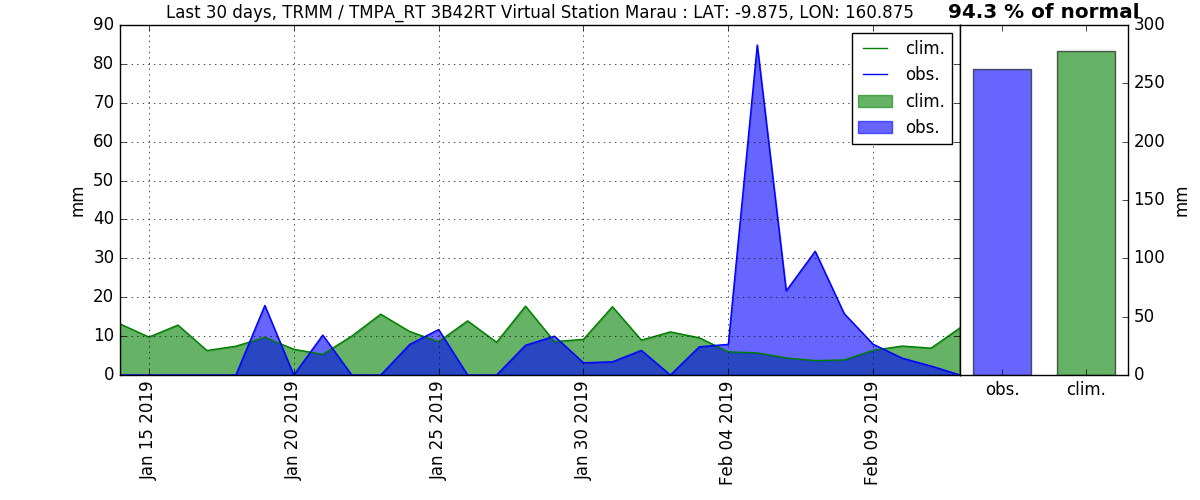 Last 30 days, TRMM / TMPA_RT 3B42RT Virtual Station Marau : LAT: -9.875, LON: 160.875
94.3 % of normal
90
80
70
60
50
40
30
20
10
0
mm
clim.
obs.
clim.
obs.
300
250
200
150
100
50
0
mm
Jan 15 2019
Jan 20 2019
Jan 25 2019
Jan 30 2019
Feb 04 2019
Feb 09 2019
obs.
clim.